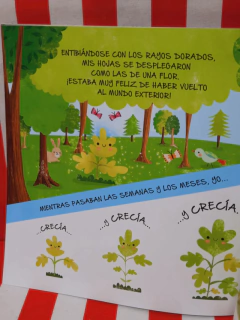 ENTIBIÁNDOSE CON LOS RAYOS DORADOS,
MIS HOJAS SE DESPLEGARON
COMO LAS DE UNA FLOR.
¡ESTABA MUY FELIZ DE HABER VUELTO
AL MUNDO EXTERIOR!
MIENTRAS PASABAN LAS SEMANAS Y LOS MESES, YO...
...CRECÍA...
...Y CRECÍA...
...Y CRECÍA...